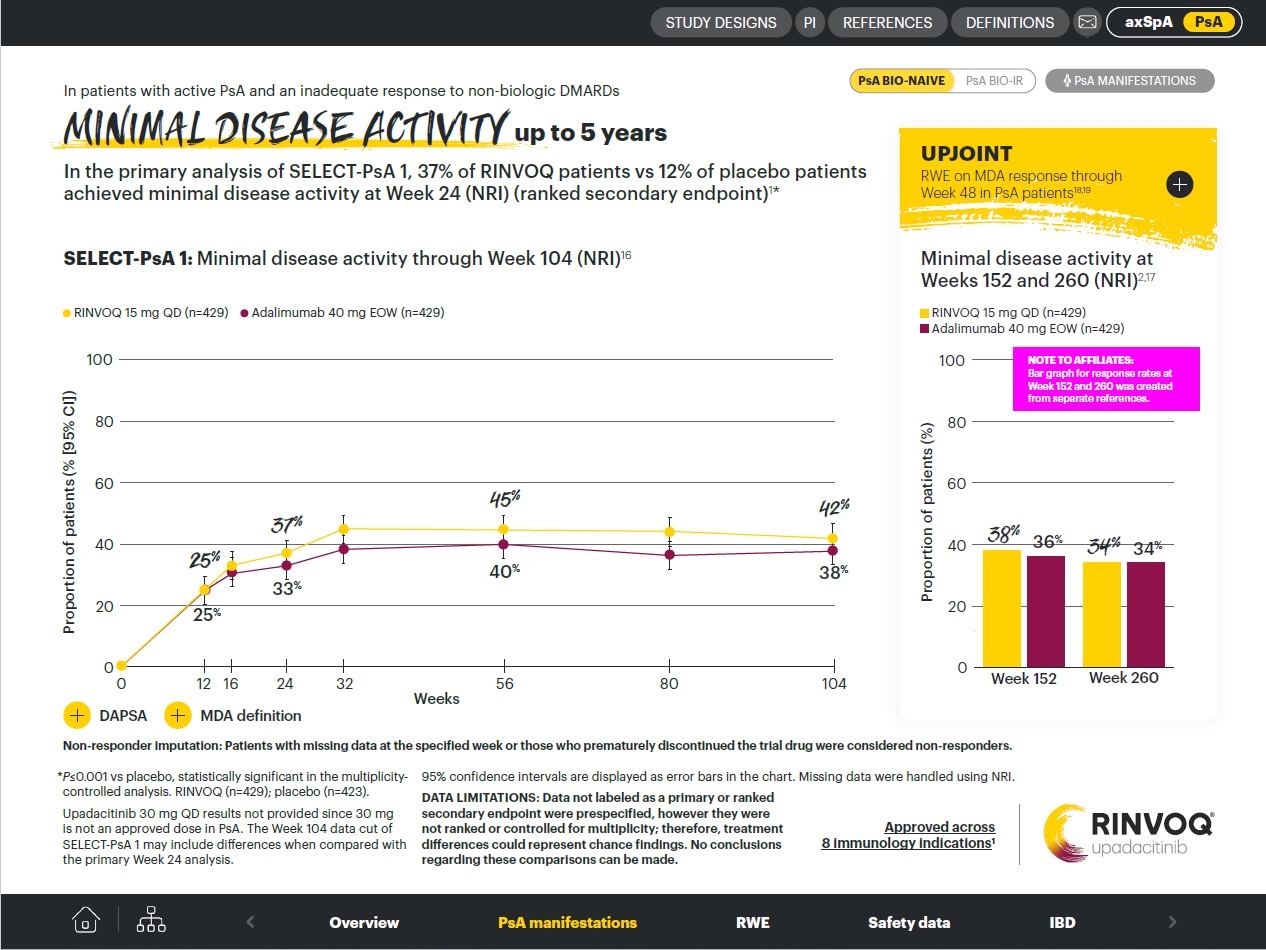 STUDY DESIGNS PI REFERENCES DEFINITIONS axSpA PsA
PsA BIO-NAIVE PsA BIO-IR PsA MANIFESTATIONS
In patients with active PsA and an inadequate response to non-biologic DMARDs
MINIMAL DISEASE ACTIVITY up to 5 years
In the primary analysis of SELECT-PsA 1, 37% of RINVOQ patients vs 12% of placebo patients
achieved minimal disease activity at Week 24 (NRI) (ranked secondary endpoint)¹*
SELECT-PsA 1: Minimal disease activity through Week 104 (NRI)¹⁶
RINVOQ 15 mg QD (n=429) Adalimumab 40 mg EOW (n=429)
Proportion of patients (% [95% CI])
100
80
60
40
20
0
25%
37%
45%
42%
25%
33%
40%
38%
0 12 16 24 32 56 80 104
Weeks
DAPSA MDA definition
UPJOINT
RWE on MDA response through
Week 48 in PsA patients¹⁸,¹⁹
Minimal disease activity at
Weeks 152 and 260 (NRI)²,¹⁷
RINVOQ 15 mg QD (n=429)
Adalimumab 40 mg EOW (n=429)
NOTE TO AFFILIATES:
Bar graph for response rates at
Week 152 and 260 was created
from separate references.
Proportion of patients (%)
100
80
60
40
20
0
38% 36% 34% 34%
Week 152 Week 260
Non-responder Imputation: Patients with missing data at the specified week or those who prematurely discontinued the trial drug were considered non-responders.
*P≤0.001 vs placebo, statistically significant in the multiplicity-
controlled analysis. RINVOQ (n=429); placebo (n=423).
Upadacitinib 30 mg QD results not provided since 30 mg
is not an approved dose in PsA. The Week 104 data cut of
SELECT-PsA 1 may include differences when compared with
the primary Week 24 analysis.
95% confidence intervals are displayed as error bars in the chart. Missing data were handled using NRI.
DATA LIMITATIONS: Data not labeled as a primary or ranked
secondary endpoint were prespecified, however they were
not ranked or controlled for multiplicity; therefore, treatment
differences could represent chance findings. No conclusions
regarding these comparisons can be made.
Approved across
8 immunology indications¹
RINVOQ®
upadacitinib
Overview PsA manifestations RWE Safety data IBD